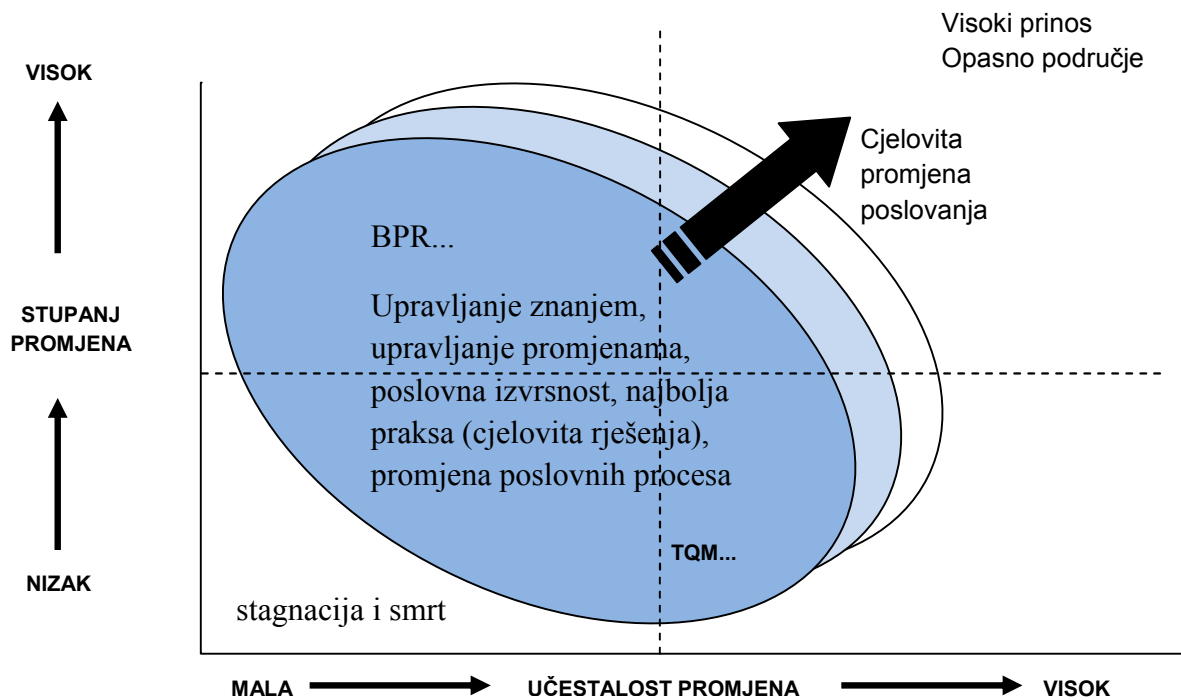 Visoki prinos
Opasno područje
VISOK
Cjelovita
promjena
poslovanja
BPR...
STUPANJ
PROMJENA
Upravljanje znanjem,
upravljanje promjenama,
poslovna izvrsnost, najbolja
praksa (cjelovita rješenja),
promjena poslovnih procesa
TQM...
NIZAK
stagnacija i smrt
MALA
UČESTALOST PROMJENA
VISOK